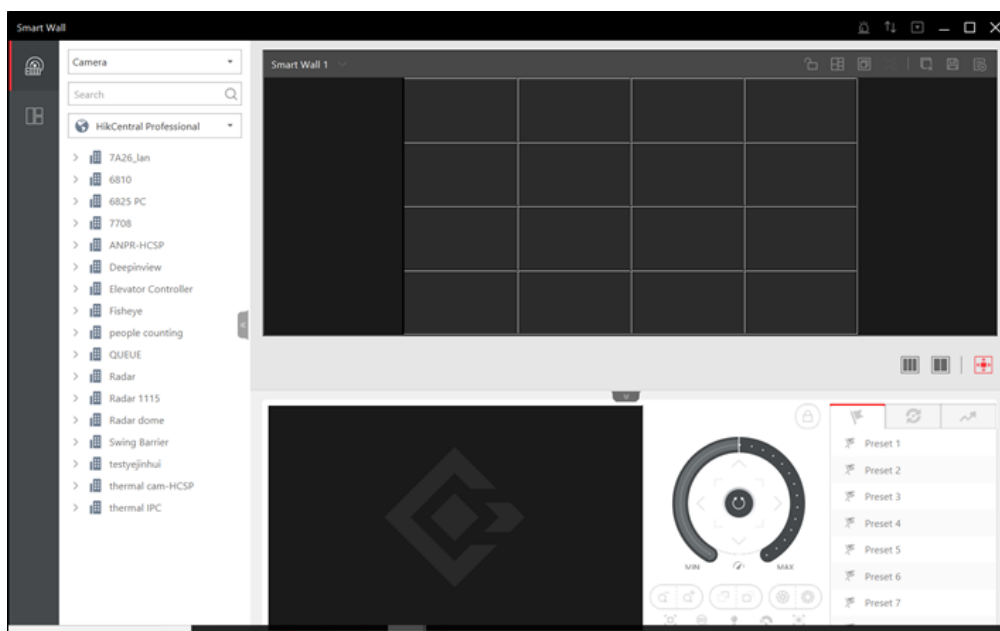 Smart Wall
Camera
Search
HikCentral Professional
7A26_lan
6810
6825 PC
7708
ANPR-HCSP
Deepinview
Elevator Controller
Fisheye
people counting
QUEUE
Radar
Radar 1115
Radar dome
Swing Barrier
testyejinhui
thermal cam-HCSP
thermal IPC
Smart Wall 1
MIN MAX
Preset 1
Preset 2
Preset 3
Preset 4
Preset 5
Preset 6
Preset 7